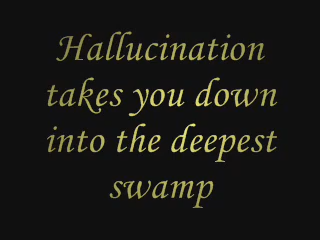 Hallucination
takes you down
into the deepest
swamp